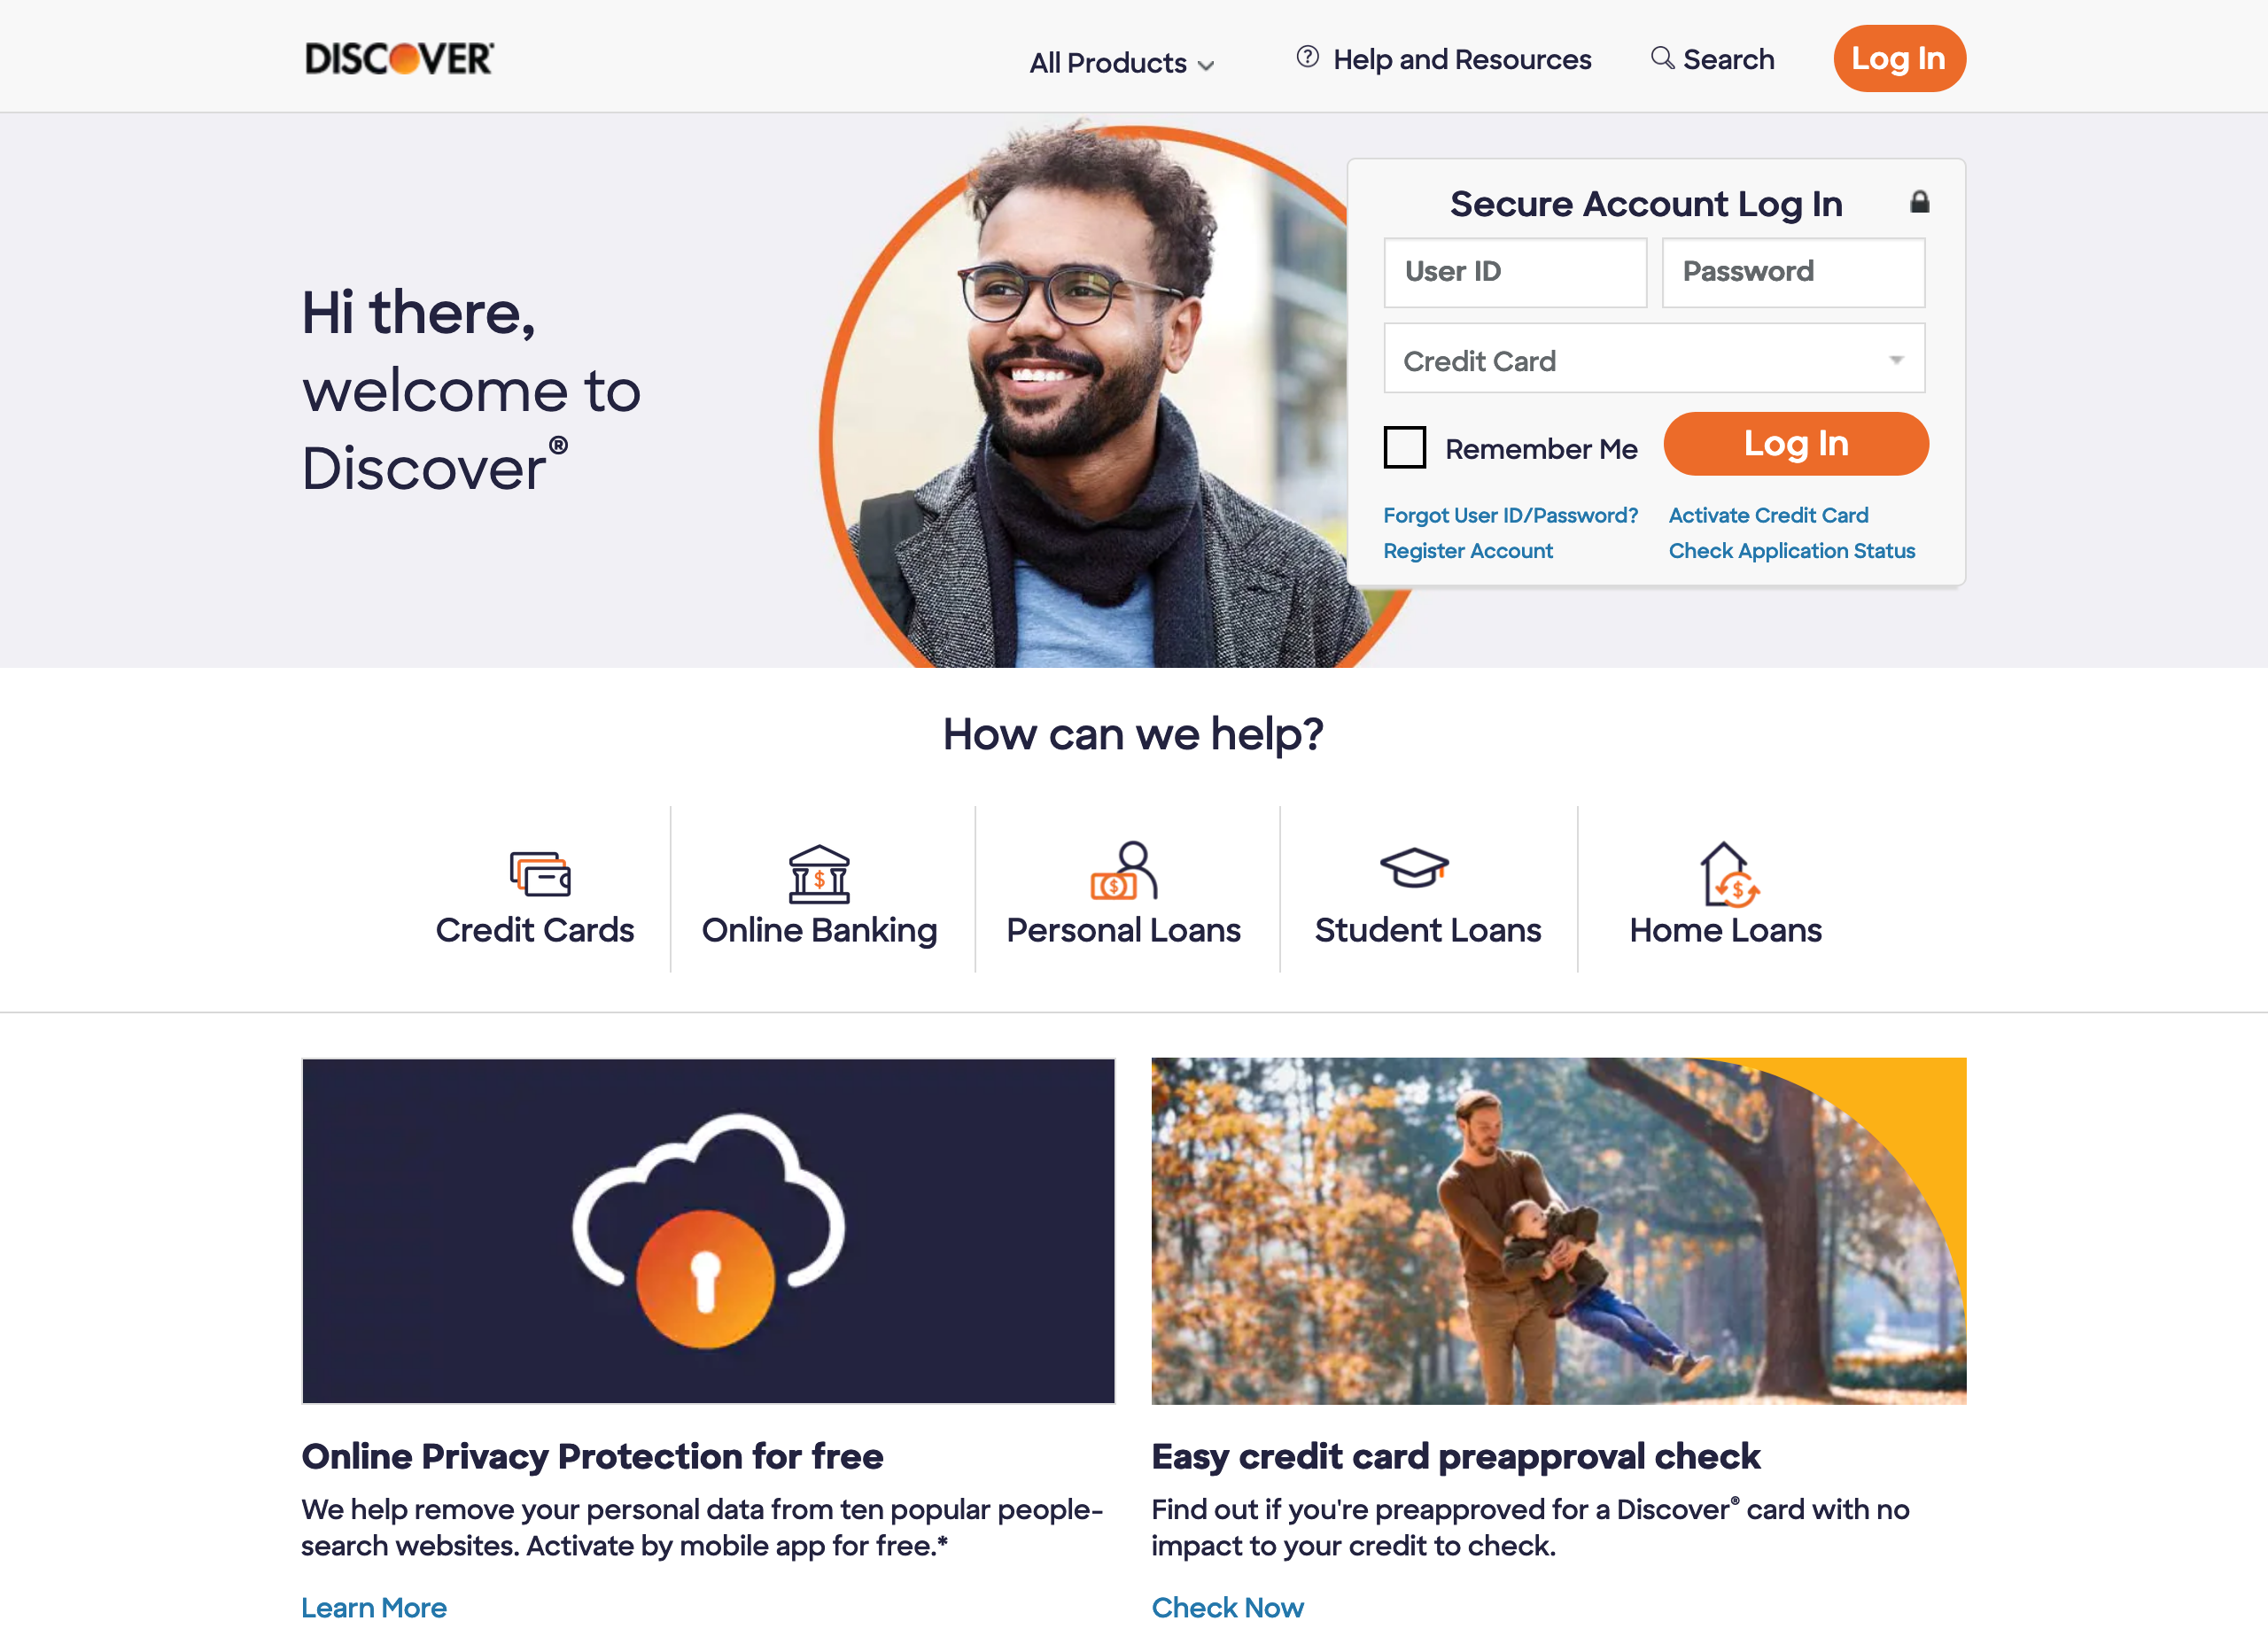 DISCOVER®
All Products
Help and Resources
Search
Log In
Hi there,
welcome to
Discover®
Secure Account Log In
User ID
Password
Credit Card
Remember Me
Log In
Forgot User ID/Password?
Activate Credit Card
Register Account
Check Application Status
How can we help?
Credit Cards
Online Banking
Personal Loans
Student Loans
Home Loans
Online Privacy Protection for free
We help remove your personal data from ten popular people-
search websites. Activate by mobile app for free.*
Learn More
Easy credit card preapproval check
Find out if you're preapproved for a Discover® card with no
impact to your credit to check.
Check Now